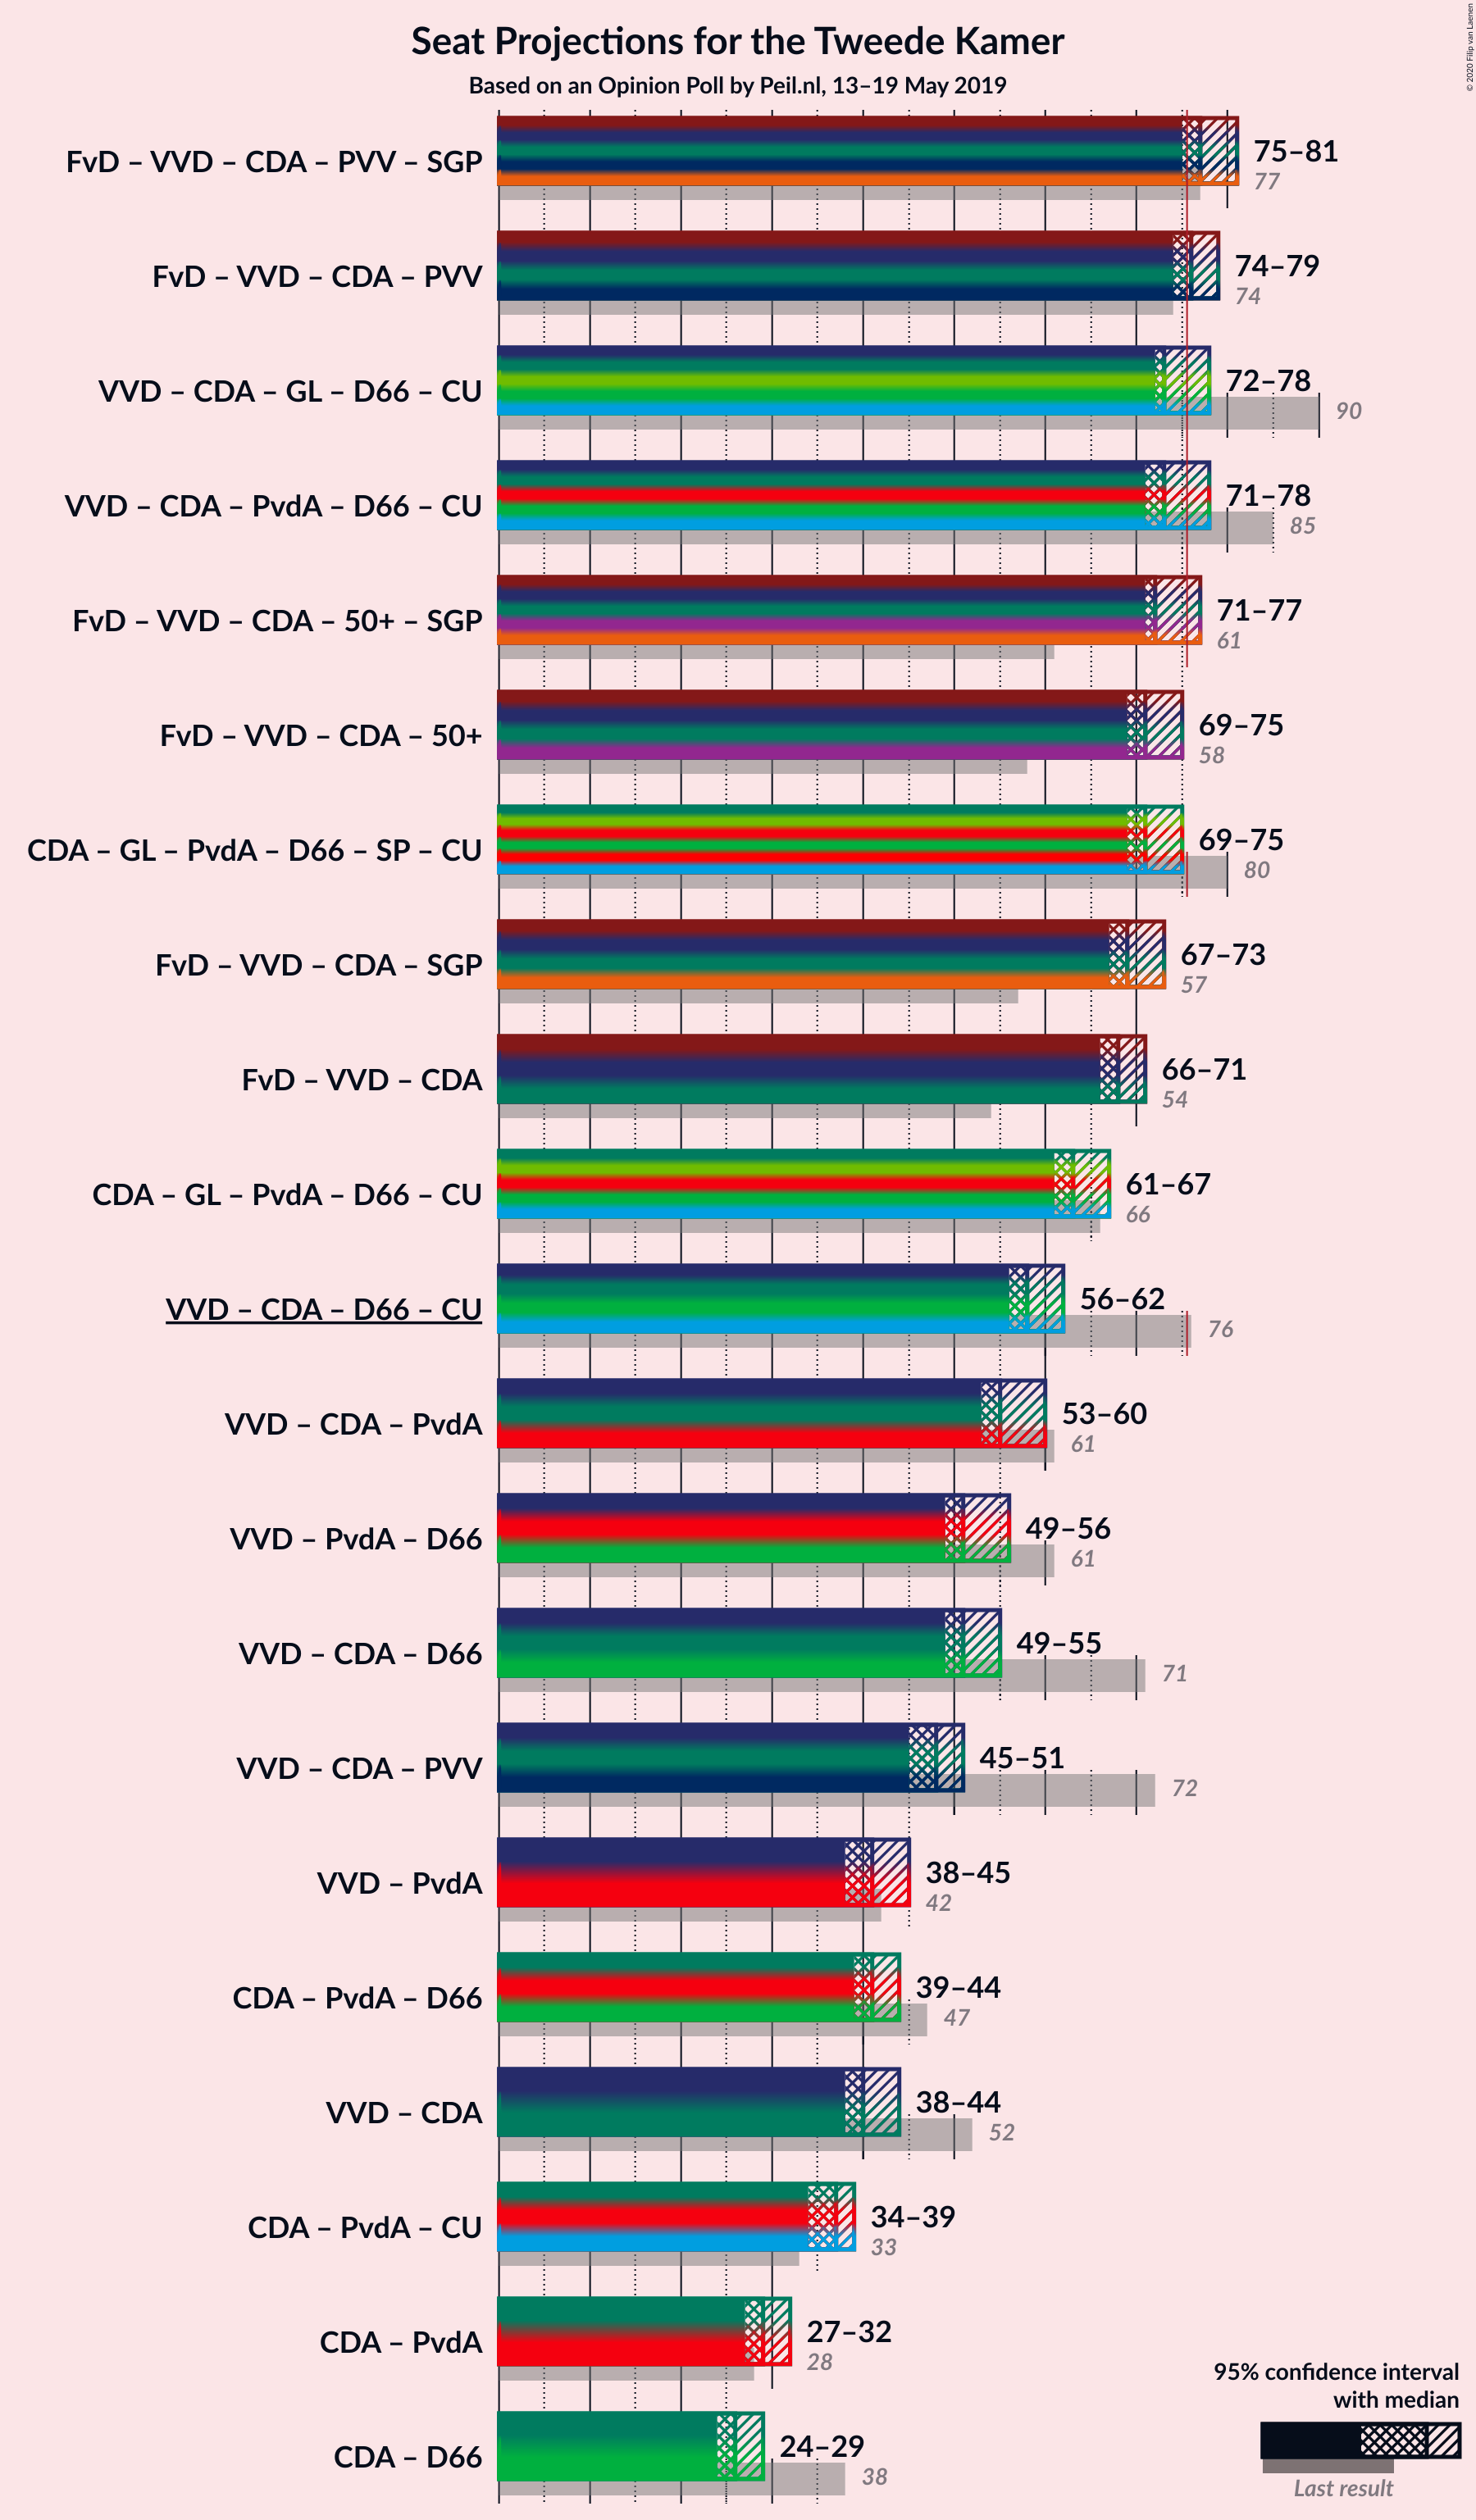 © 2020 Filip van Laenen
Seat Projections for the Tweede Kamer
Based on an Opinion Poll by Peil.nl, 13–19 May 2019
FvD – VVD – CDA – PVV – SGP 75–81
77
FvD – VVD – CDA – PVV 74–79
74
VVD – CDA – GL – D66 – CU 72–78
90
VVD – CDA – PvdA – D66 – CU 71–78
85
FvD – VVD – CDA – 50+ – SGP 71–77
61
FvD – VVD – CDA – 50+ 69–75
58
CDA – GL – PvdA – D66 – SP – CU 69–75
80
FvD – VVD – CDA – SGP 67–73
57
FvD – VVD – CDA 66–71
54
CDA – GL – PvdA – D66 – CU 61–67
66
VVD – CDA – D66 – CU 56–62
76
VVD – CDA – PvdA 53–60
61
VVD – PvdA – D66 49–56
61
VVD – CDA – D66 49–55
71
VVD – CDA – PVV 45–51
72
VVD – PvdA 38–45
42
CDA – PvdA – D66 39–44
47
VVD – CDA 38–44
52
CDA – PvdA – CU 34–39
33
CDA – PvdA 27–32
28
CDA – D66 24–29
38
95% confidence interval
with median
Last result